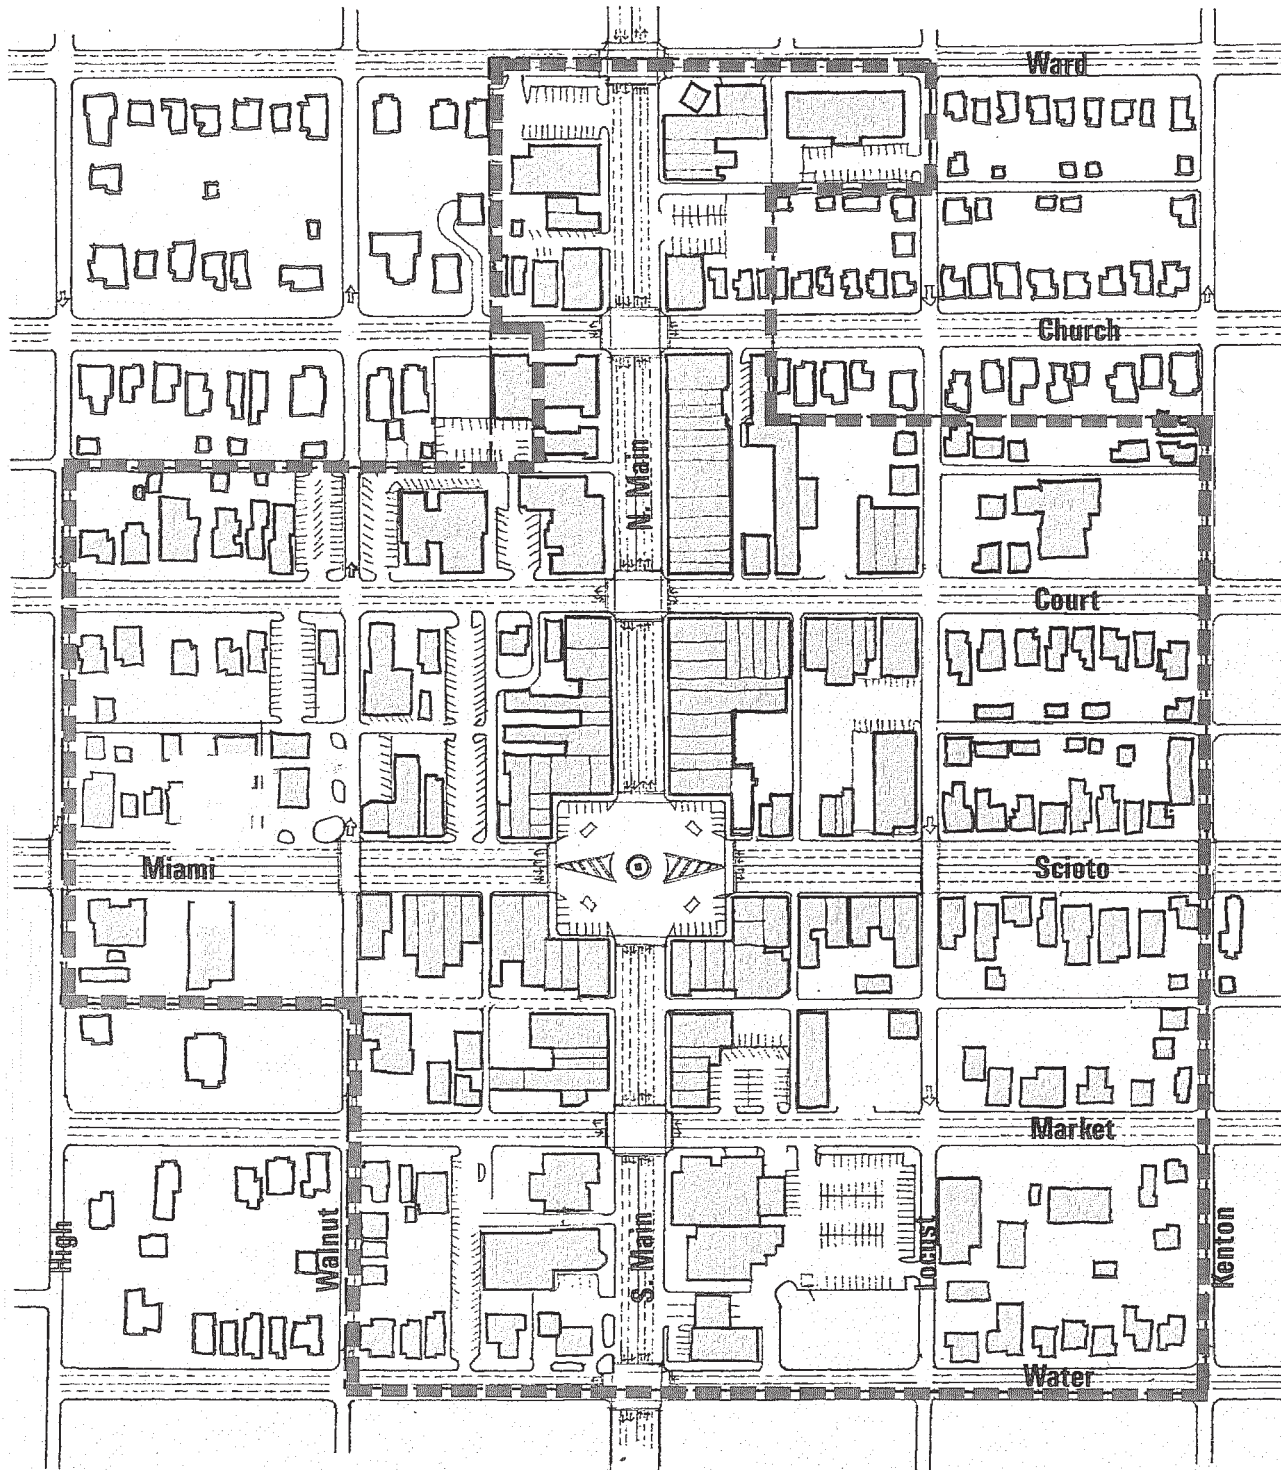 Ward
Church
N. Main
Court
Miami
Scioto
Market
High
Walnut
S. Main
Locust
Kenton
Water